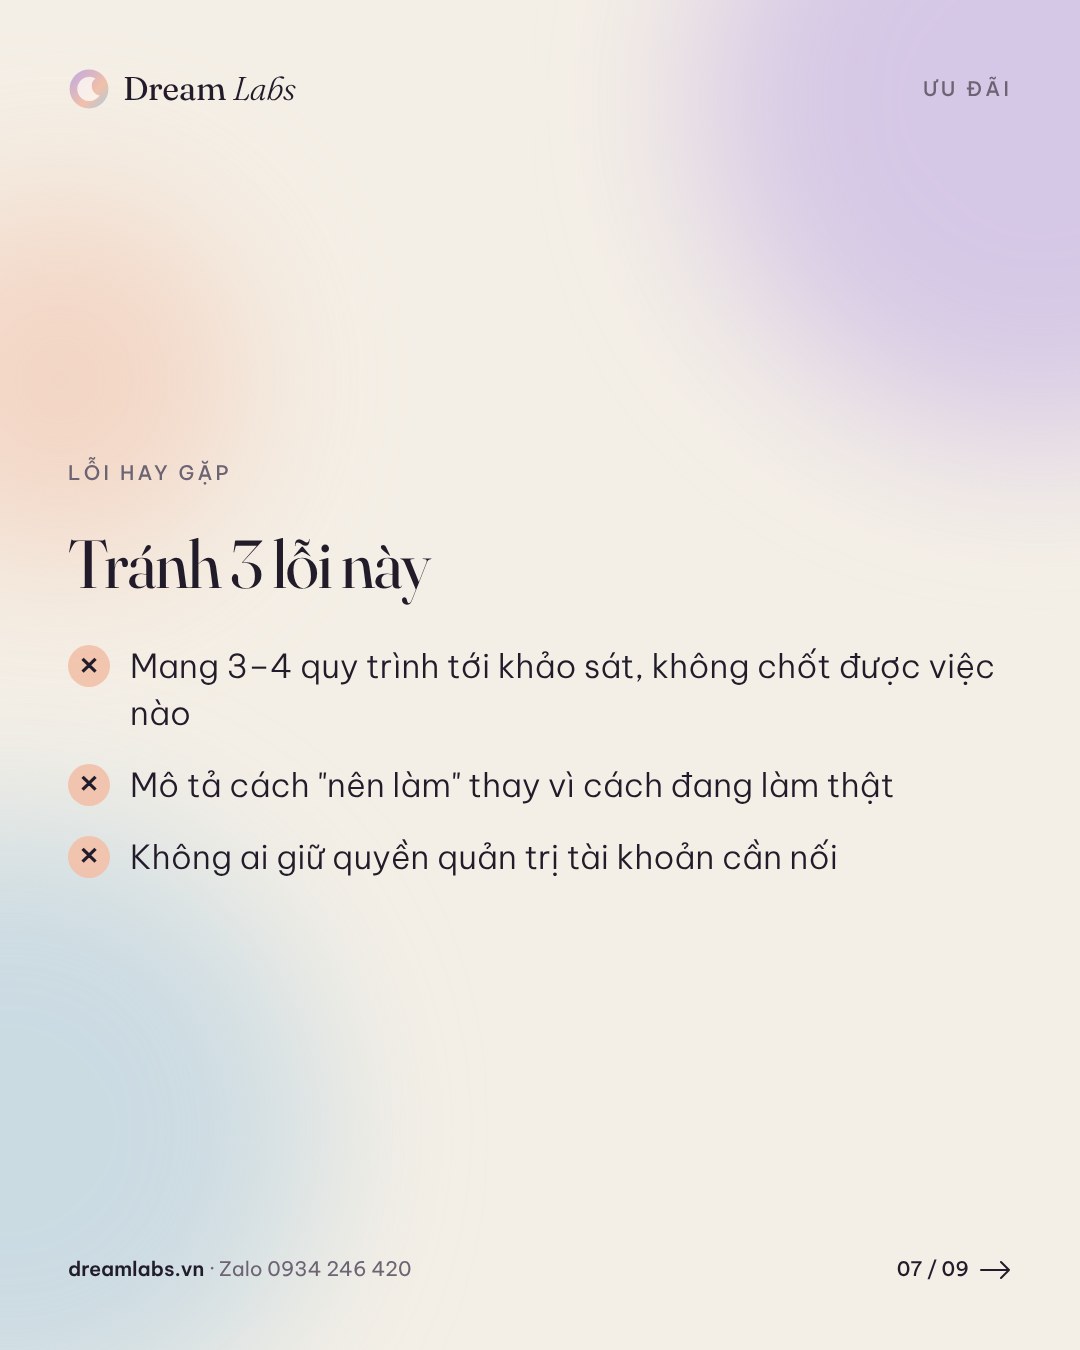 Dream Labs
ƯU ĐÃI
LỖI HAY GẶP
Tránh 3 lỗi này
Mang 3–4 quy trình tới khảo sát, không chốt được việc
nào
Mô tả cách "nên làm" thay vì cách đang làm thật
Không ai giữ quyền quản trị tài khoản cần nối
dreamlabs.vn · Zalo 0934 246 420
07 / 09